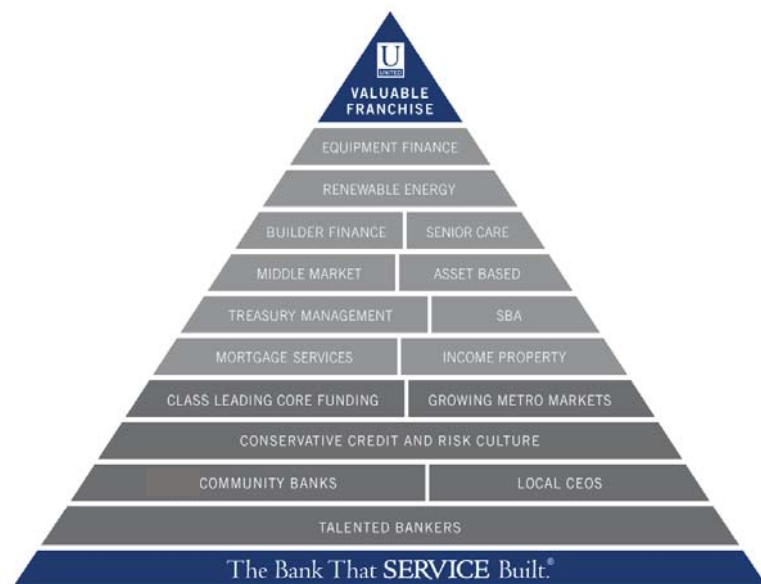 U
UNITED
VALUABLE
FRANCHISE
EQUIPMENT FINANCE
RENEWABLE ENERGY
BUILDER FINANCE SENIOR CARE
MIDDLE MARKET ASSET BASED
TREASURY MANAGEMENT SBA
MORTGAGE SERVICES INCOME PROPERTY
CLASS LEADING CORE FUNDING GROWING METRO MARKETS
CONSERVATIVE CREDIT AND RISK CULTURE
COMMUNITY BANKS LOCAL CEOS
TALENTED BANKERS
The Bank That SERVICE Built.®